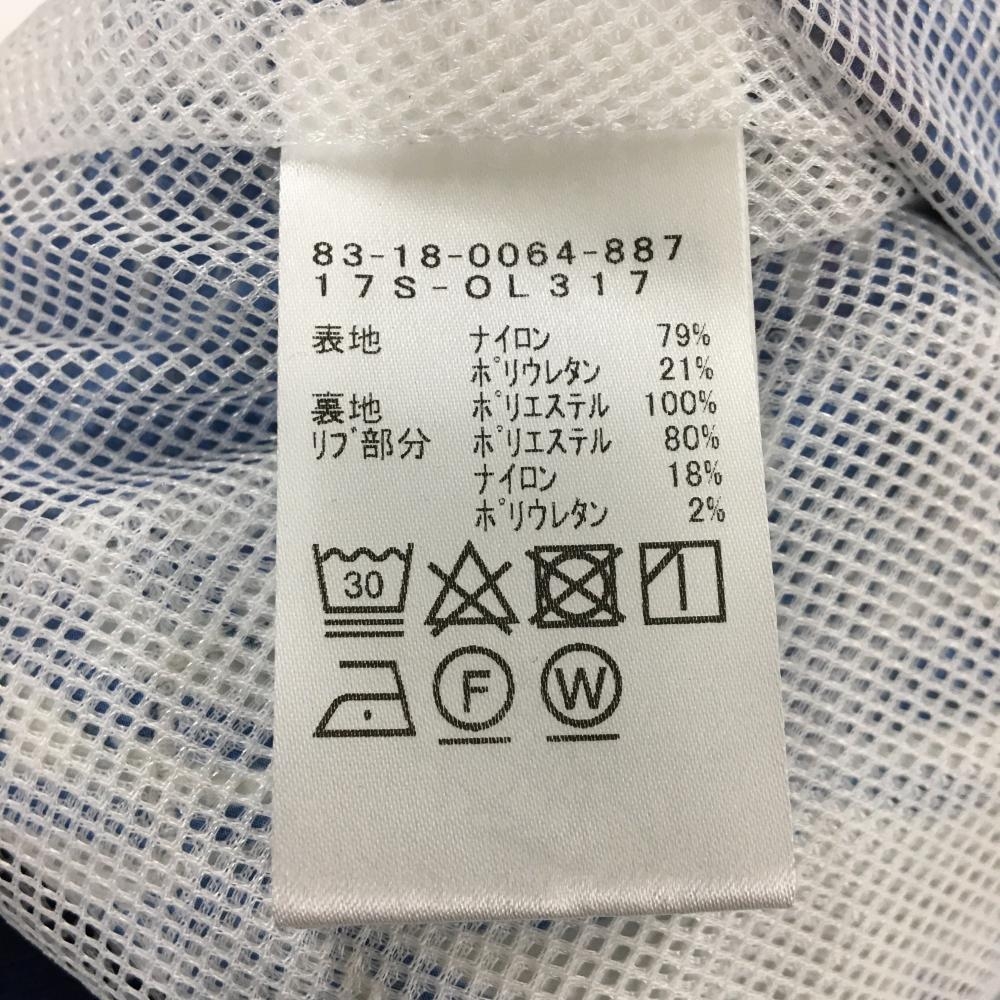 83-18-0064-887
17S-OL317
表地 ナイロン 79%
ポリウレタン 21%
裏地 ポリエステル 100%
リブ部分 ポリエステル 80%
ナイロン 18%
ポリウレタン 2%
30
F W